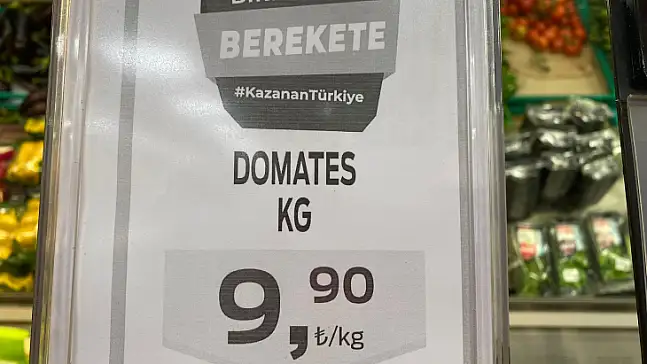 BEREKETE
#KazananTürkiye
DOMATES
KG
9,90
₺/kg